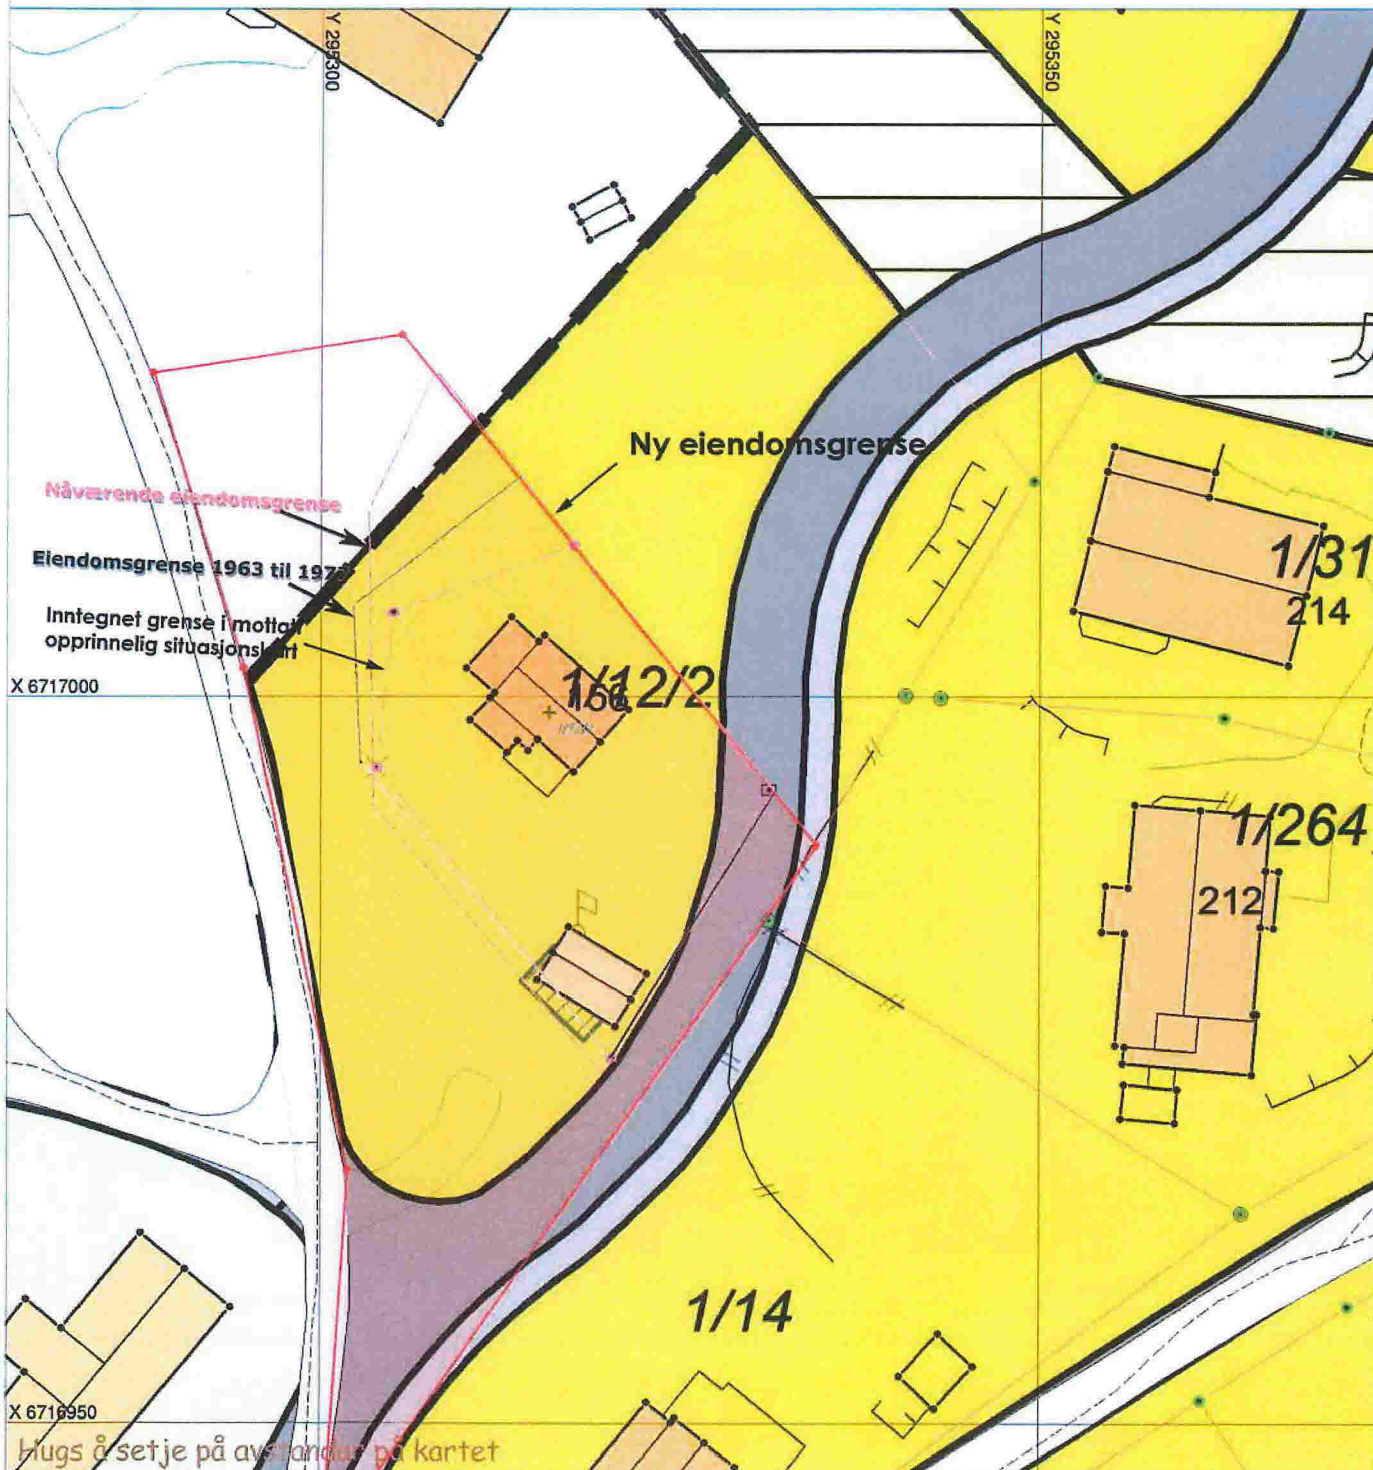 Y 295300
Y 295350
Ny eiendomsgrense
Nåværende eiendomsgrense
Eiendomsgrense 1963 til 197
Inntegnet grense i mottatt
opprinnelig situasjonskart
1/31
214
X 6717000
1/12/2
1/264
212
1/14
X 6716950
Hugs å setje på avstandar på kartet